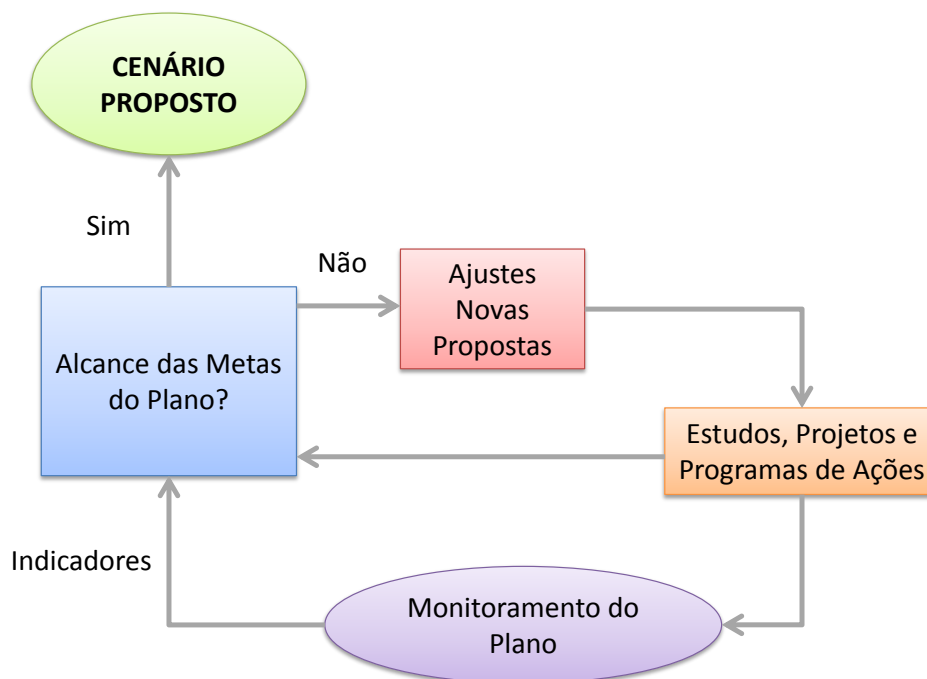 CENÁRIO
PROPOSTO
Sim
Não
Ajustes
Novas
Propostas
Alcance das Metas
do Plano?
Estudos, Projetos e
Programas de Ações
Indicadores
Monitoramento do
Plano